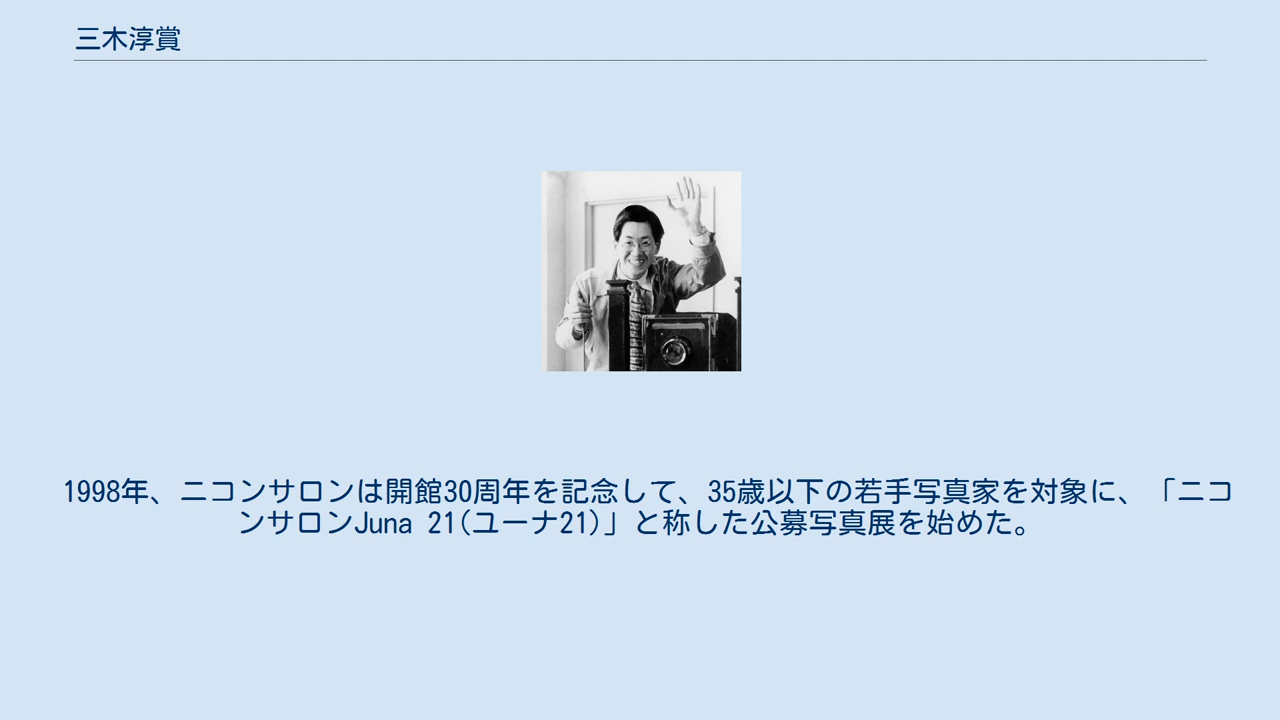 三木淳賞
1998年、ニコンサロンは開館30周年を記念して、35歳以下の若手写真家を対象に、「ニコ
ンサロンJuna 21(ユーナ21)」と称した公募写真展を始めた。